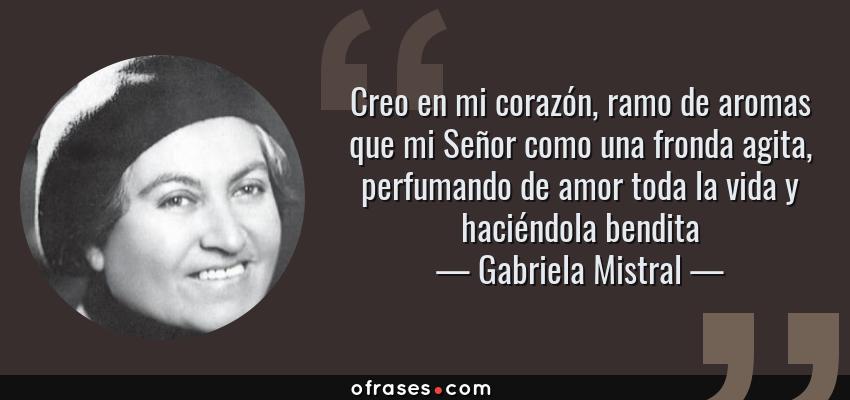 Creo en mi corazón, ramo de aromas
que mi Señor como una fronda agita,
perfumando de amor toda la vida y
haciéndola bendita
— Gabriela Mistral —
ofrases.com